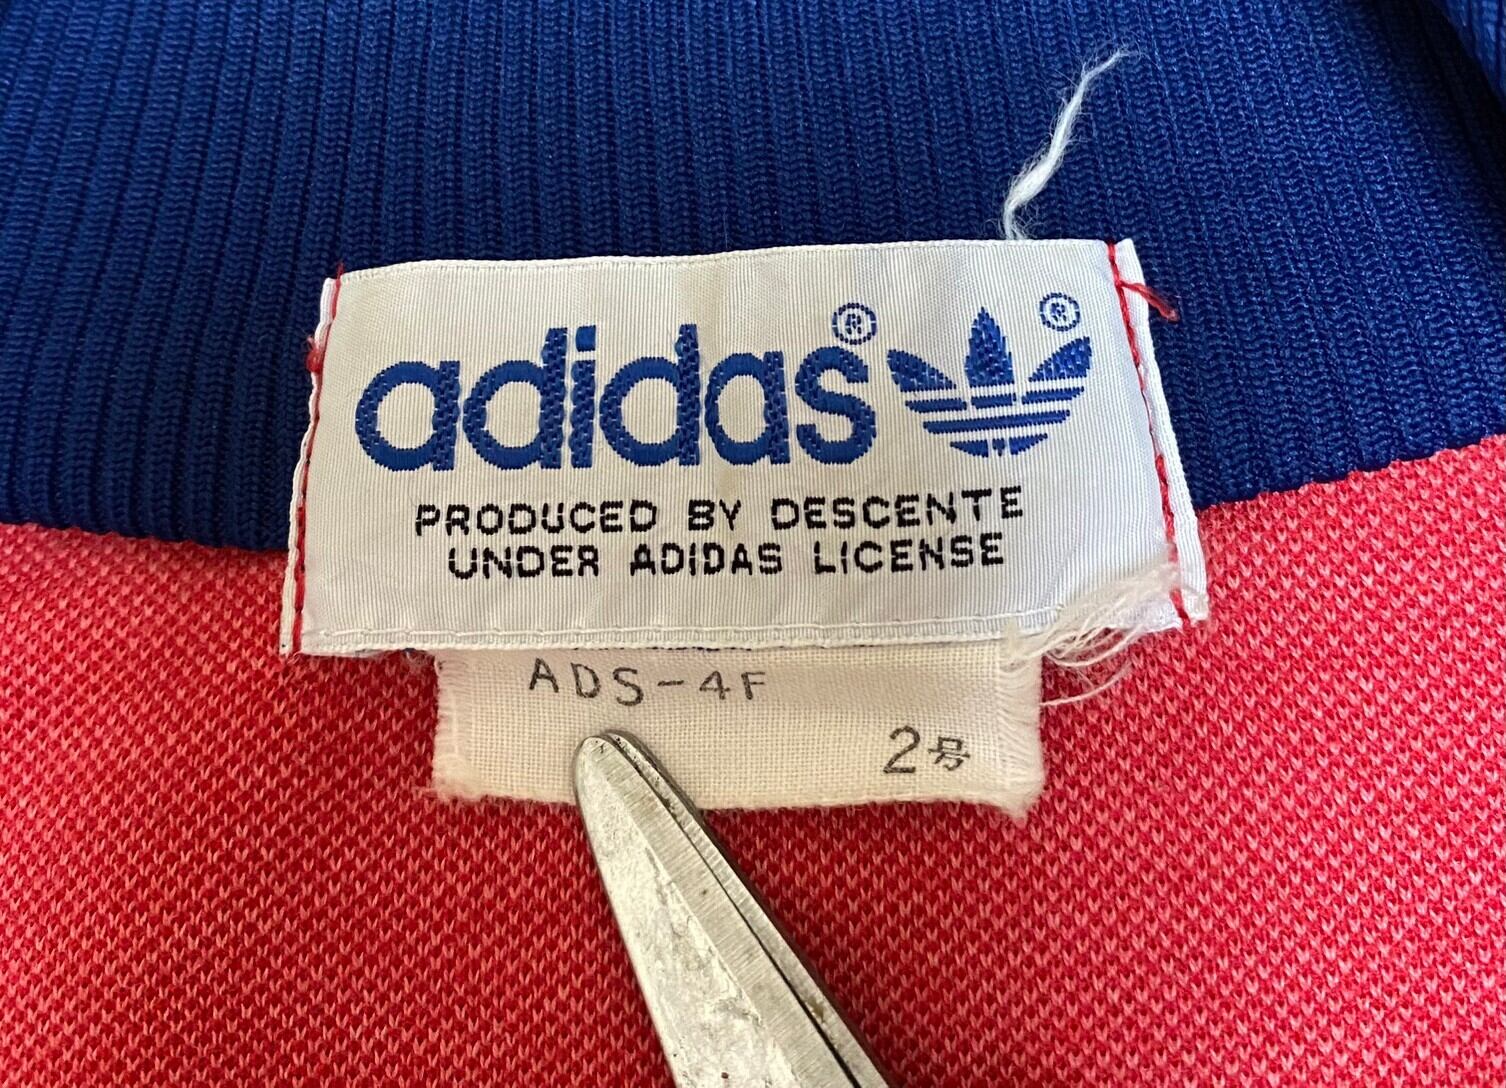 adidas®
®
PRODUCED BY DESCENTE
UNDER ADIDAS LICENSE
ADS-4F
2号